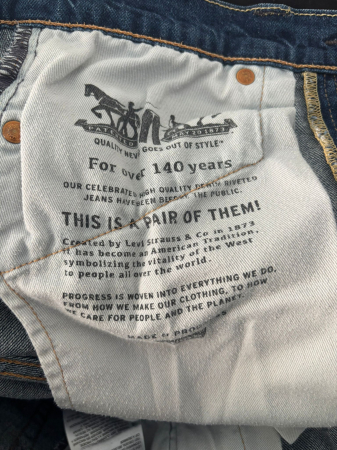 QUALITY NEV GOES OUT OF STYLE
For over 140 years
OUR CELEBRATED HIGH QUALITY DENIM RIVETED
JEANS HAVE BEEN BEFORE THE PUBLIC.
THIS IS A PAIR OF THEM!
Created by Levi Strauss & Co in 1873
it has become an American Tradition,
symbolizing the vitality of the West
to people all over the world.
PROGRESS IS WOVEN INTO EVERYTHING WE DO,
FROM HOW WE MAKE OUR CLOTHING, TO HOW
WE CARE FOR PEOPLE AND THE PLANET.